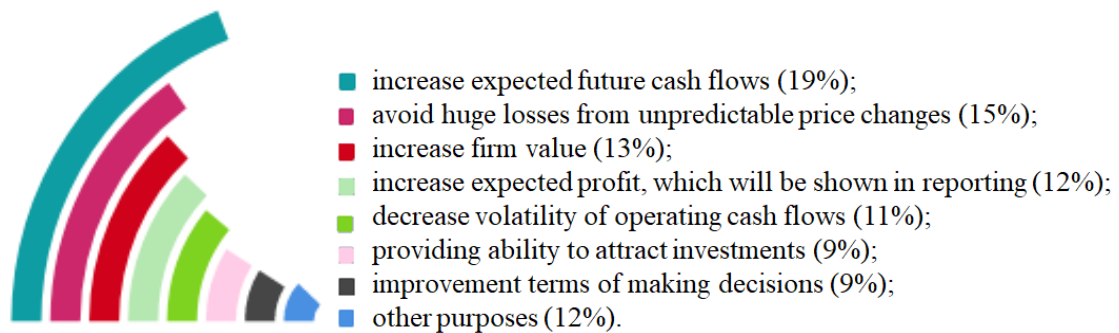 increase expected future cash flows (19%);
avoid huge losses from unpredictable price changes (15%);
increase firm value (13%);
increase expected profit, which will be shown in reporting (12%);
decrease volatility of operating cash flows (11%);
providing ability to attract investments (9%);
improvement terms of making decisions (9%);
other purposes (12%).